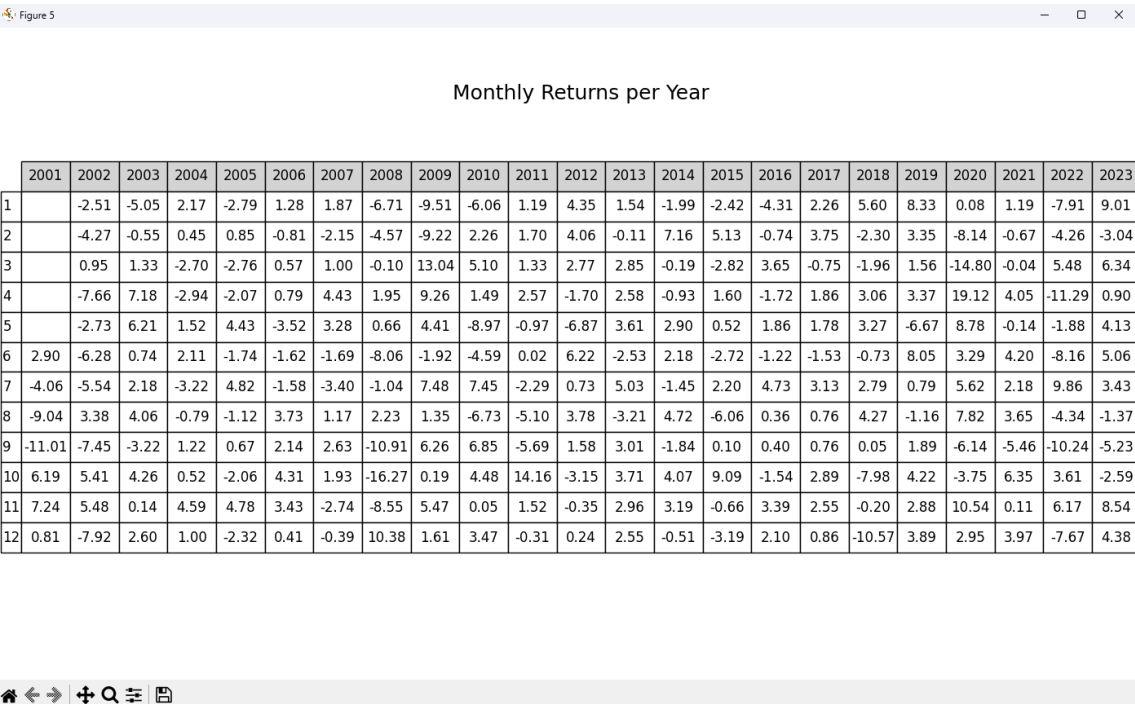 Figure 5
Monthly Returns per Year
2001 2002 2003 2004 2005 2006 2007 2008 2009 2010 2011 2012 2013 2014 2015 2016 2017 2018 2019 2020 2021 2022 2023
1 -2.51 -5.05 2.17 -2.79 1.28 1.87 -6.71 -9.51 -6.06 1.19 4.35 1.54 -1.99 -2.42 -4.31 2.26 5.60 8.33 0.08 1.19 -7.91 9.01
2 -4.27 -0.55 0.45 0.85 -0.81 -2.15 -4.57 -9.22 2.26 1.70 4.06 -0.11 7.16 5.13 -0.74 3.75 -2.30 3.35 -8.14 -0.67 -4.26 -3.04
3 0.95 1.33 -2.70 -2.76 0.57 1.00 -0.10 13.04 5.10 1.33 2.77 2.85 -0.19 -2.82 3.65 -0.75 -1.96 1.56 -14.80 -0.04 5.48 6.34
4 -7.66 7.18 -2.94 -2.07 0.79 4.43 1.95 9.26 1.49 2.57 -1.70 2.58 -0.93 1.60 -1.72 1.86 3.06 3.37 19.12 4.05 -11.29 0.90
5 -2.73 6.21 1.52 4.43 -3.52 3.28 0.66 4.41 -8.97 -0.97 -6.87 3.61 2.90 0.52 1.86 1.78 3.27 -6.67 8.78 -0.14 -1.88 4.13
6 2.90 -6.28 0.74 2.11 -1.74 -1.62 -1.69 -8.06 -1.92 -4.59 0.02 6.22 -2.53 2.18 -2.72 -1.22 -1.53 -0.73 8.05 3.29 4.20 -8.16 5.06
7 -4.06 -5.54 2.18 -3.22 4.82 -1.58 -3.40 -1.04 7.48 7.45 -2.29 0.73 5.03 -1.45 2.20 4.73 3.13 2.79 0.79 5.62 2.18 9.86 3.43
8 -9.04 3.38 4.06 -0.79 -1.12 3.73 1.17 2.23 1.35 -6.73 -5.10 3.78 -3.21 4.72 -6.06 0.36 0.76 4.27 -1.16 7.82 3.65 -4.34 -1.37
9 -11.01 -7.45 -3.22 1.22 0.67 2.14 2.63 -10.91 6.26 6.85 -5.69 1.58 3.01 -1.84 0.10 0.40 0.76 0.05 1.89 -6.14 -5.46 -10.24 -5.23
10 6.19 5.41 4.26 0.52 -2.06 4.31 1.93 -16.27 0.19 4.48 14.16 -3.15 3.71 4.07 9.09 -1.54 2.89 -7.98 4.22 -3.75 6.35 3.61 -2.59
11 7.24 5.48 0.14 4.59 4.78 3.43 -2.74 -8.55 5.47 0.05 1.52 -0.35 2.96 3.19 -0.66 3.39 2.55 -0.20 2.88 10.54 0.11 6.17 8.54
12 0.81 -7.92 2.60 1.00 -2.32 0.41 -0.39 10.38 1.61 3.47 -0.31 0.24 2.55 -0.51 -3.19 2.10 0.86 -10.57 3.89 2.95 3.97 -7.67 4.38